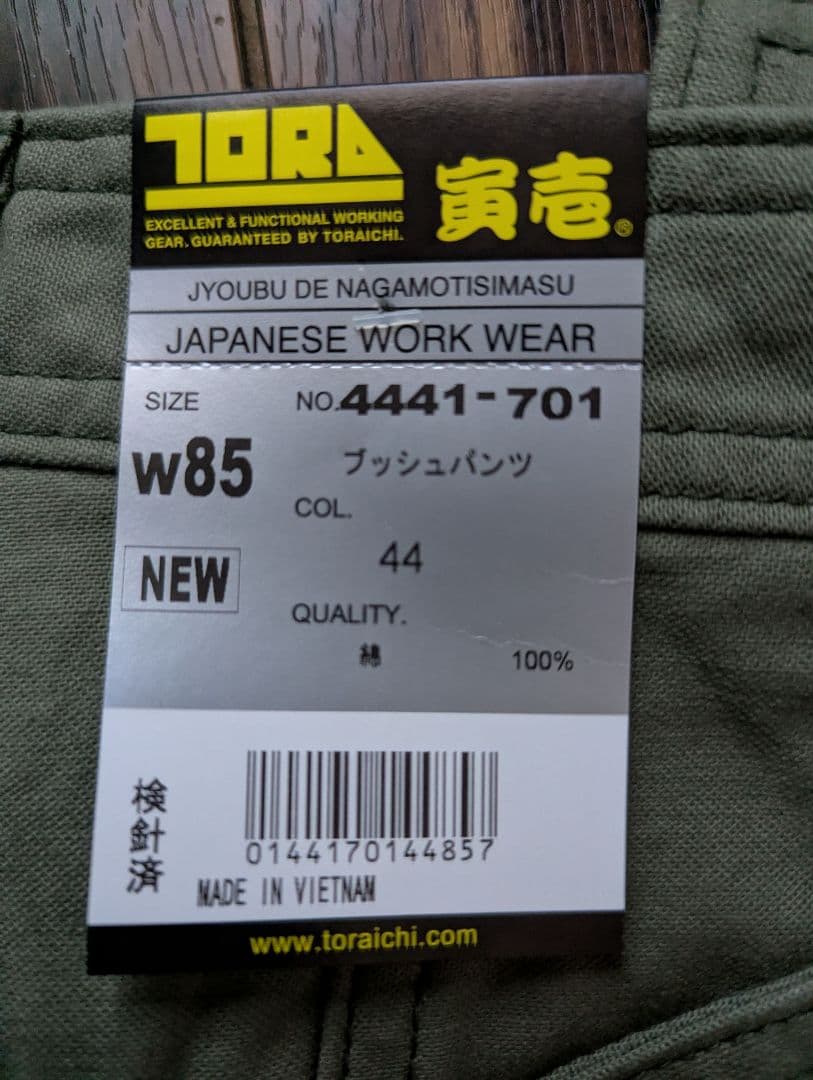 TORA
EXCELLENT & FUNCTIONAL WORKING
GEAR. GUARANTEED BY TORAICHI.
寅壱®
JYOUBU DE NAGAMOTISIMASU
JAPANESE WORK WEAR
SIZE
NO.4441-701
w85
ブッシュパンツ
COL.
44
NEW
QUALITY.
綿 100%
検針済
0144170144857
MADE IN VIETNAM
www.toraichi.com